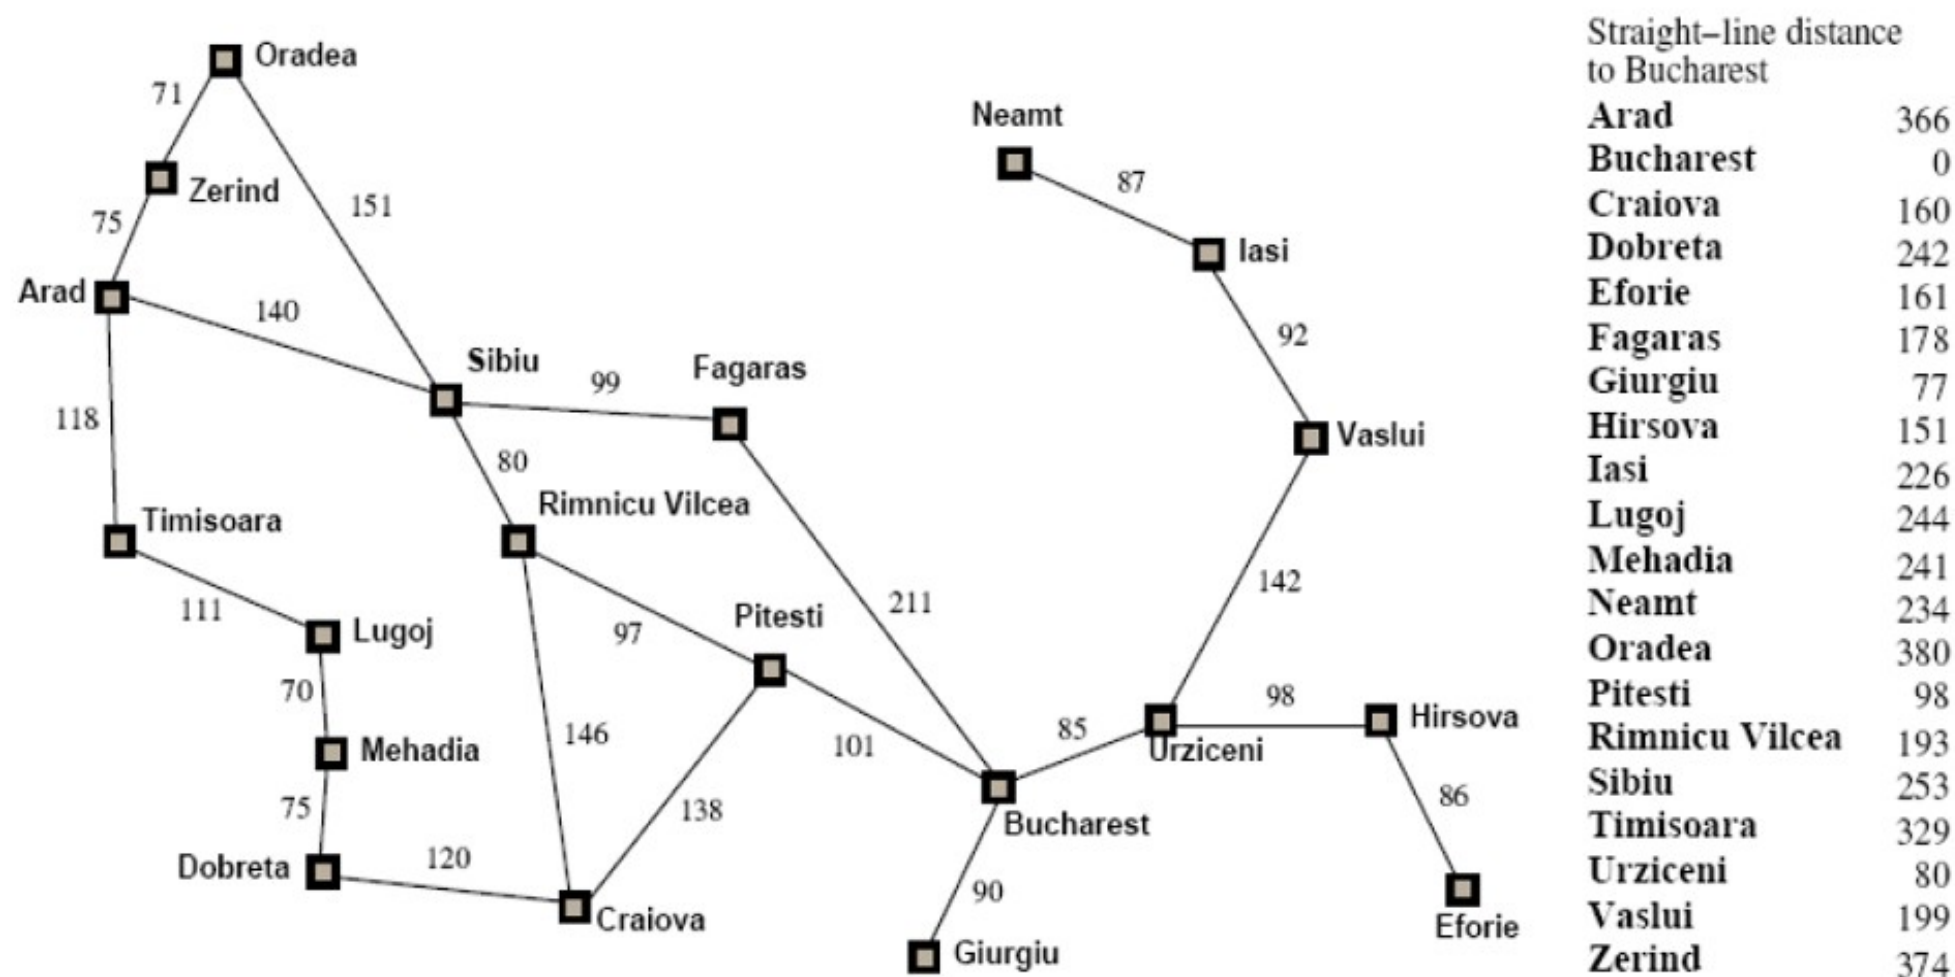 Oradea
71
Zerind
151
75
Arad
140
118
Sibiu
99
Fagaras
80
Timisoara
Rimnicu Vilcea
111
Lugoj
97
Pitesti
211
70
Mehadia
146
101
138
75
Dobreta
120
Craiova
Neamt
87
Iasi
92
Vaslui
142
98
Hirsova
85
Urziceni
86
Bucharest
90
Eforie
Giurgiu
Straight–line distance
to Bucharest
Arad 366
Bucharest 0
Craiova 160
Dobreta 242
Eforie 161
Fagaras 178
Giurgiu 77
Hirsova 151
Iasi 226
Lugoj 244
Mehadia 241
Neamt 234
Oradea 380
Pitesti 98
Rimnicu Vilcea 193
Sibiu 253
Timisoara 329
Urziceni 80
Vaslui 199
Zerind 374